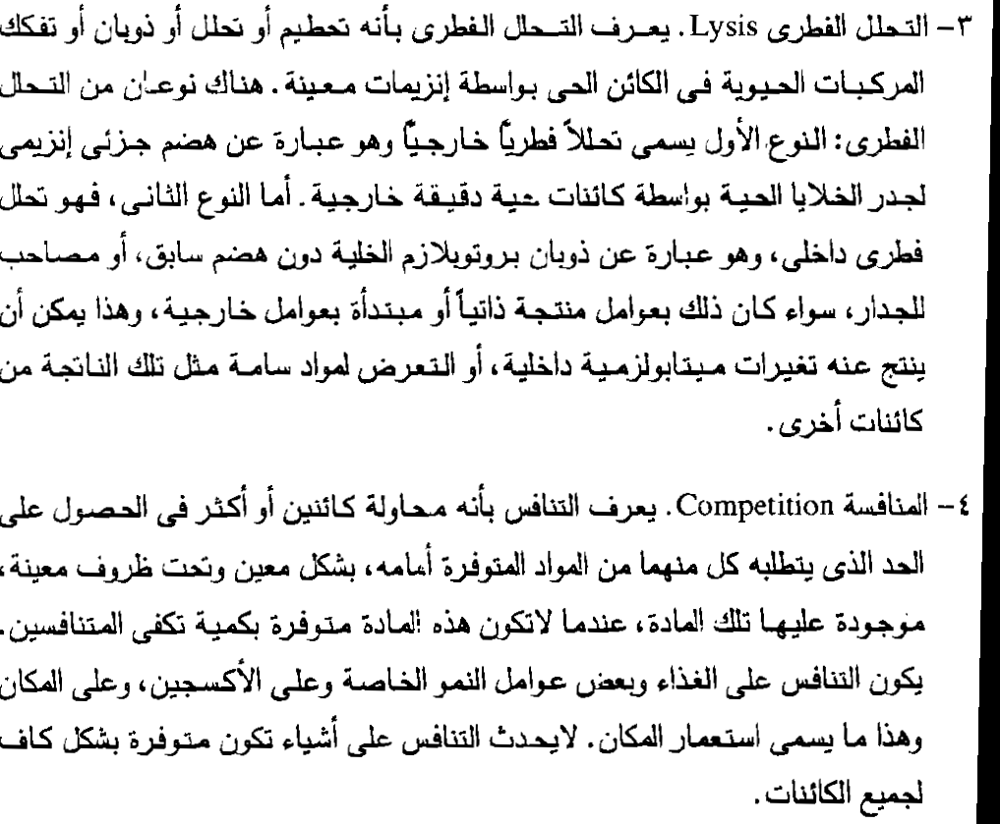 ٣- التحلل الفطرى Lysis. يعرف التحلل الفطرى بأنه تحطيم أو تحلل أو ذوبان أو تفكك
المركبات الحيوية فى الكائن الحى بواسطة إنزيمات معينة. هناك نوعان من التحلل
الفطرى: النوع الأول يسمى تحللاً فطرياً خارجياً وهو عبارة عن هضم جزئى إنزيمى
لجدر الخلايا الحية بواسطة كائنات حية دقيقة خارجية. أما النوع الثانى، فهو تحلل
فطرى داخلى، وهو عبارة عن ذوبان بروتوبلازم الخلية دون هضم سابق، أو مصاحب
للجدار، سواء كان ذلك بعوامل منتجة ذاتياً أو مبتدأة بعوامل خارجية، وهذا يمكن أن
ينتج عنه تغيرات ميتابولزمية داخلية، أو التعرض لمواد سامة مثل تلك الناتجة من
كائنات أخرى.
٤- المنافسة Competition. يعرف التنافس بأنه محاولة كائنين أو أكثر فى الحصول على
الحد الذى يتطلبه كل منهما من المواد المتوفرة أمامه، بشكل معين وتحت ظروف معينة،
موجودة عليها تلك المادة، عندما لاتكون هذه المادة متوفرة بكمية تكفى المتنافسين.
يكون التنافس على الغذاء وبعض عوامل النمو الخاصة وعلى الأكسجين، وعلى المكان
وهذا ما يسمى استعمار المكان. لايحدث التنافس على أشياء تكون متوفرة بشكل كاف
لجميع الكائنات.